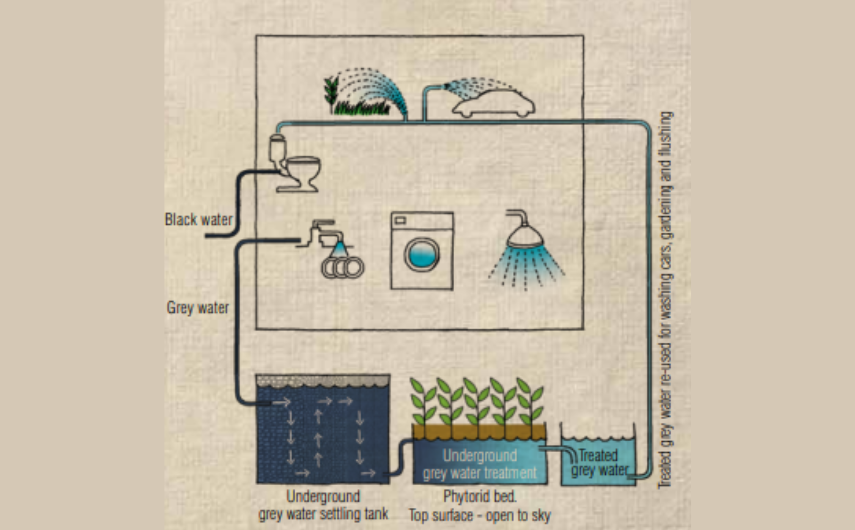 Black water
Grey water
Treated grey water re-used for washing cars, gardening and flushing
Underground
grey water treatment
Treated
grey water
Underground
grey water settling tank
Phytorid bed.
Top surface - open to sky